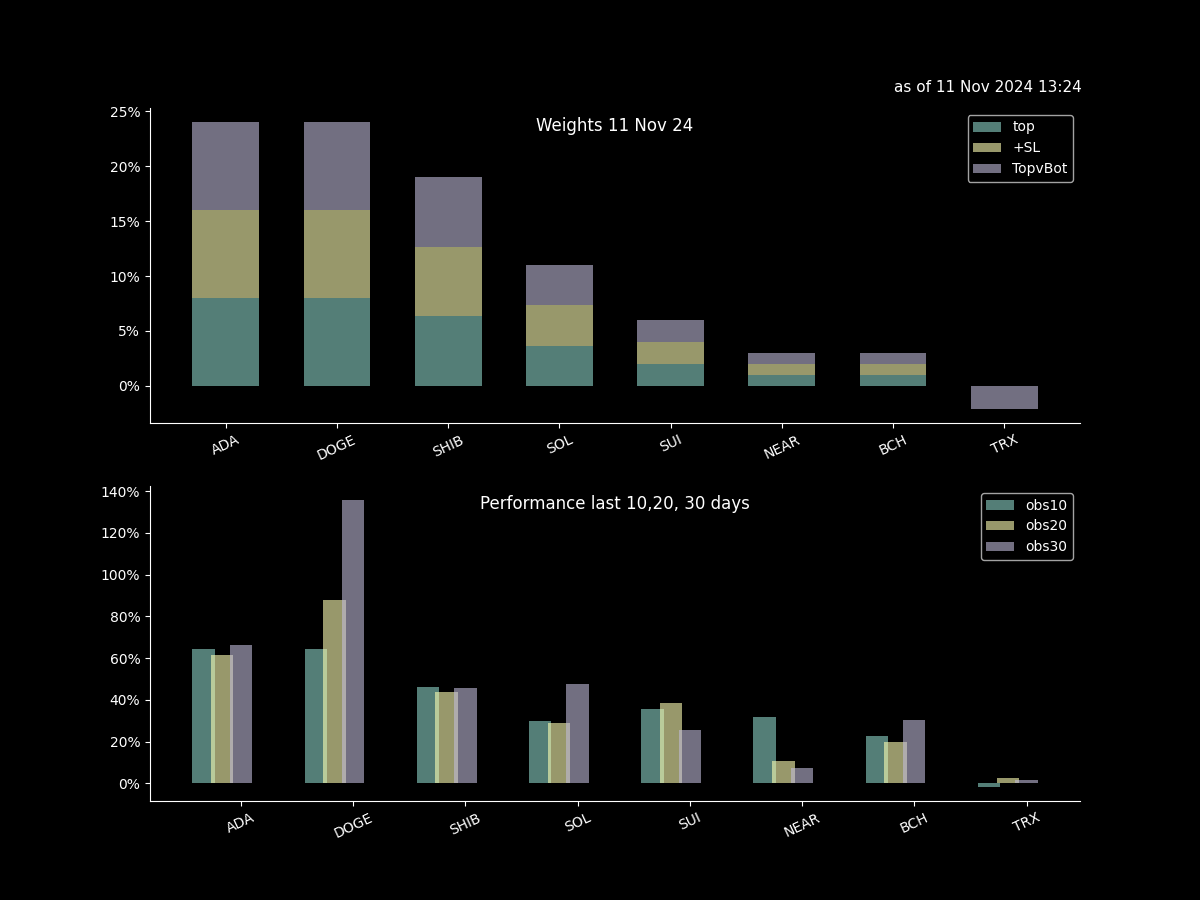 as of 11 Nov 2024 13:24
Weights 11 Nov 24
top
+SL
TopvBot
25%
20%
15%
10%
5%
0%
ADA DOGE SHIB SOL SUI NEAR BCH TRX
Performance last 10,20, 30 days
obs10
obs20
obs30
140%
120%
100%
80%
60%
40%
20%
0%
ADA DOGE SHIB SOL SUI NEAR BCH TRX